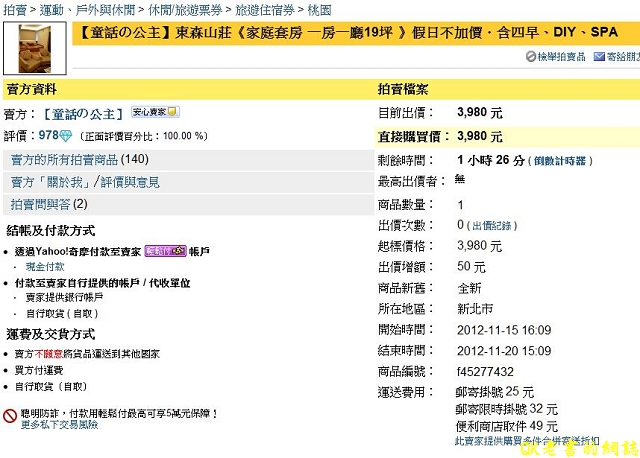 拍賣 > 運動、戶外與休閒 > 休閒/旅遊票券 > 旅遊住宿券 > 桃園
【童話の公主】東森山莊《家庭套房 一房一廳19坪 》假日不加價．含四早、DIY、SPA
檢舉拍賣品
寄給朋友
賣方資料
賣方：【童話の公主】 安心賣家
評價：978 （正面評價百分比：100.00 %）
賣方的所有拍賣商品 (140)
賣方「關於我」/評價與意見
拍賣問與答 (2)
結帳及付款方式
透過Yahoo!奇摩付款至賣家 輕鬆付 帳戶
現金付款
付款至賣家自行提供的帳戶 / 代收單位
賣家提供銀行帳戶
自行取貨（自取）
運費及交貨方式
賣方不願意將貨品運送到其他國家
買方付運費
自行取貨（自取）
聰明防詐，付款用輕鬆付最高可享5萬元保障！
更多私下交易風險
拍賣檔案
目前出價： 3,980 元
直接購買價： 3,980 元
剩餘時間： 1 小時 26 分 ( 倒數計時器 )
最高出價者： 無
商品數量： 1
出價次數： 0 ( 出價紀錄 )
起標價格： 3,980 元
出價增額： 50 元
商品新舊： 全新
所在地區： 新北市
開始時間： 2012-11-15 16:09
結束時間： 2012-11-20 15:09
商品編號： f45277432
運送費用： 郵寄掛號 25 元
郵寄限時掛號 32 元
便利商店取件 49 元
此賣家提供購買多件合併寄送折扣